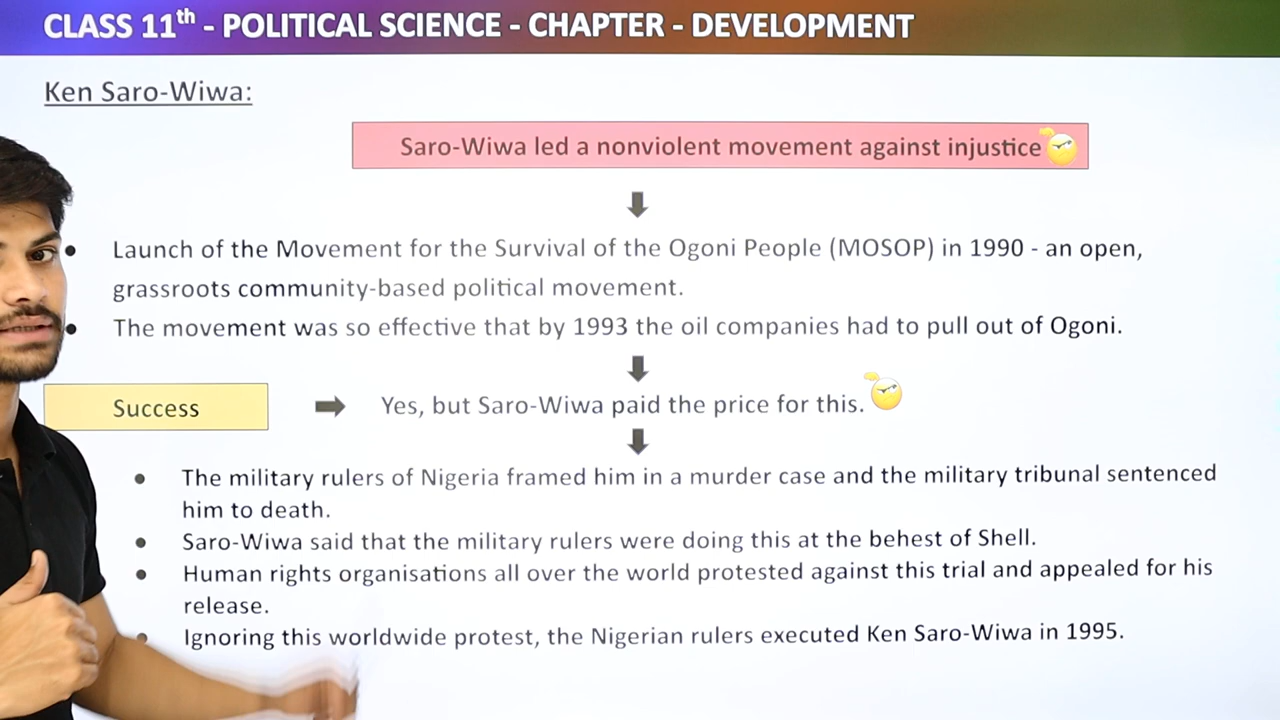 CLASS 11th - POLITICAL SCIENCE - CHAPTER - DEVELOPMENT
Ken Saro-Wiwa:
Saro-Wiwa led a nonviolent movement against injustice
Launch of the Movement for the Survival of the Ogoni People (MOSOP) in 1990 - an open,
grassroots community-based political movement.
The movement was so effective that by 1993 the oil companies had to pull out of Ogoni.
Success
Yes, but Saro-Wiwa paid the price for this.
The military rulers of Nigeria framed him in a murder case and the military tribunal sentenced
him to death.
Saro-Wiwa said that the military rulers were doing this at the behest of Shell.
Human rights organisations all over the world protested against this trial and appealed for his
release.
Ignoring this worldwide protest, the Nigerian rulers executed Ken Saro-Wiwa in 1995.